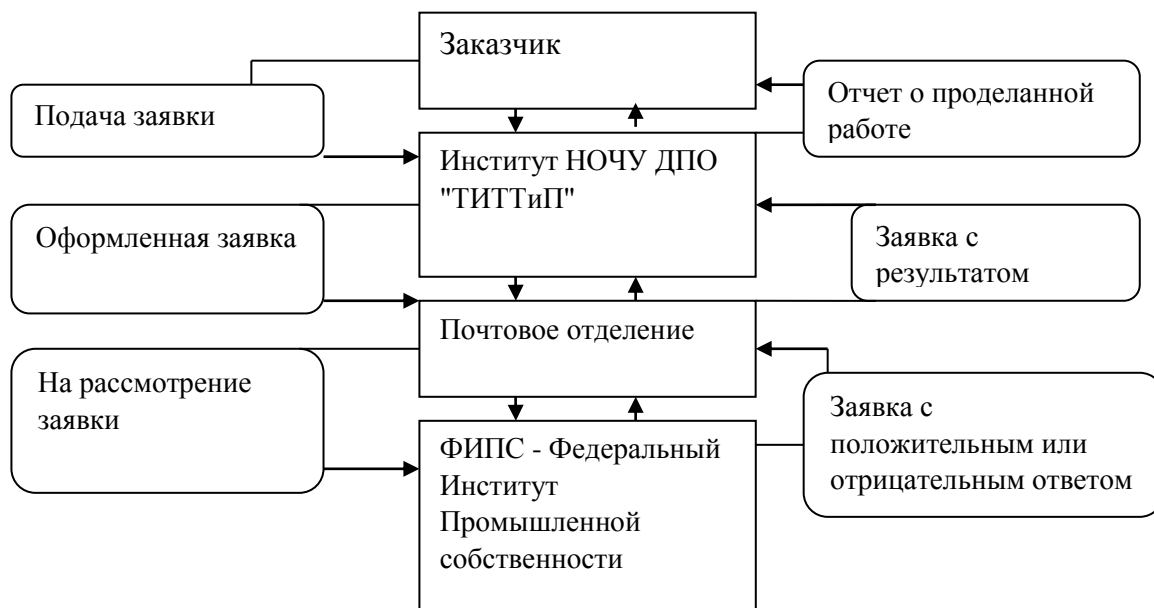 Заказчик
Подача заявки
Отчет о проделанной
работе
Институт НОЧУ ДПО
"ТИТТиП"
Оформленная заявка
Заявка с
результатом
Почтовое отделение
На рассмотрение
заявки
Заявка с
положительным или
отрицательным ответом
ФИПС - Федеральный
Институт
Промышленной
собственности